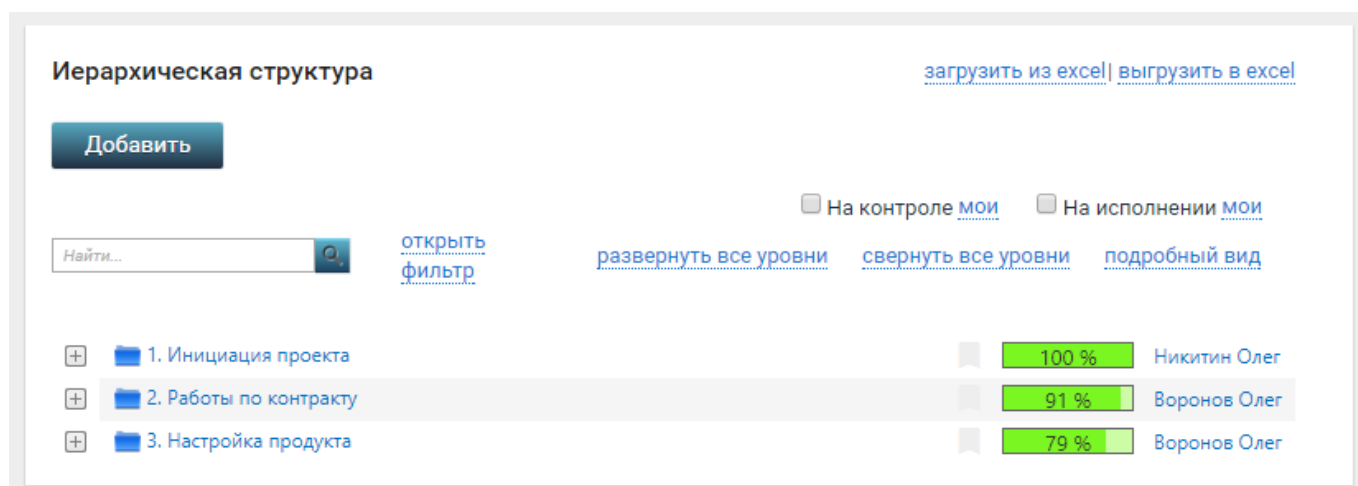 Иерархическая структура
загрузить из excel| выгрузить в excel
Добавить
На контроле мои На исполнении мои
Найти...
открыть
фильтр
развернуть все уровни свернуть все уровни подробный вид
1. Инициация проекта 100 % Никитин Олег
2. Работы по контракту 91 % Воронов Олег
3. Настройка продукта 79 % Воронов Олег